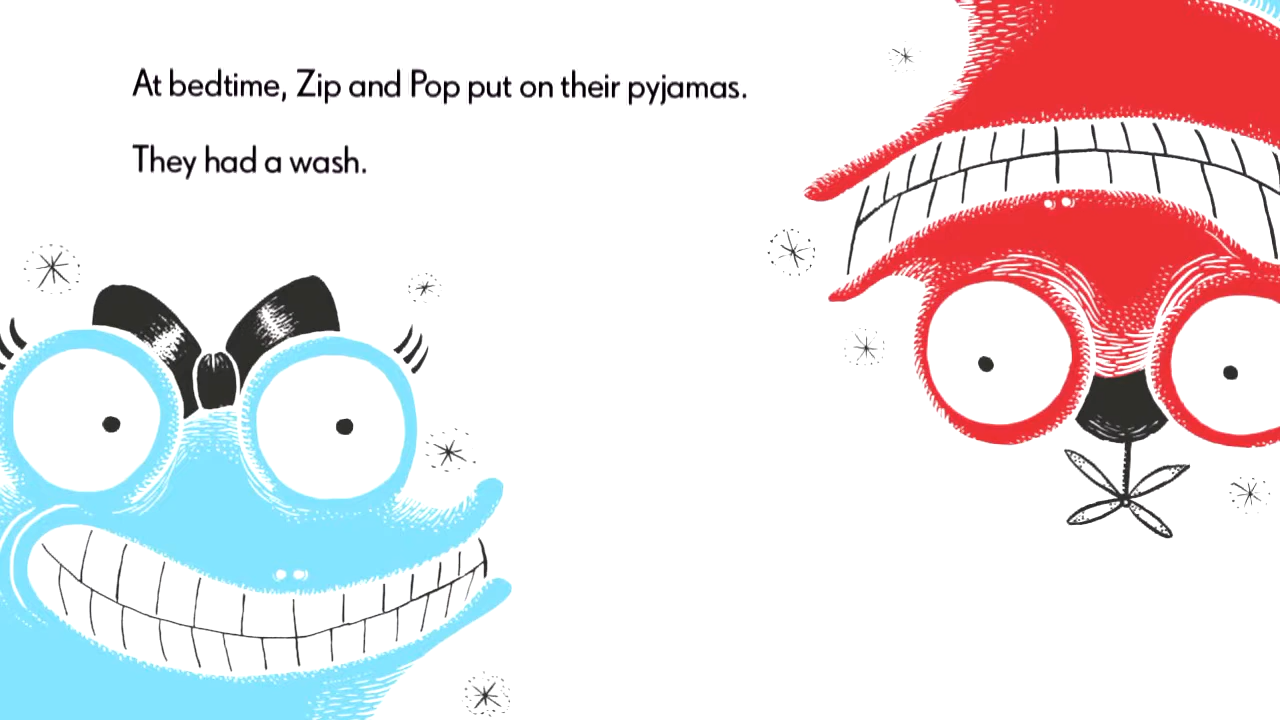 At bedtime, Zip and Pop put on their pyjamas.
They had a wash.